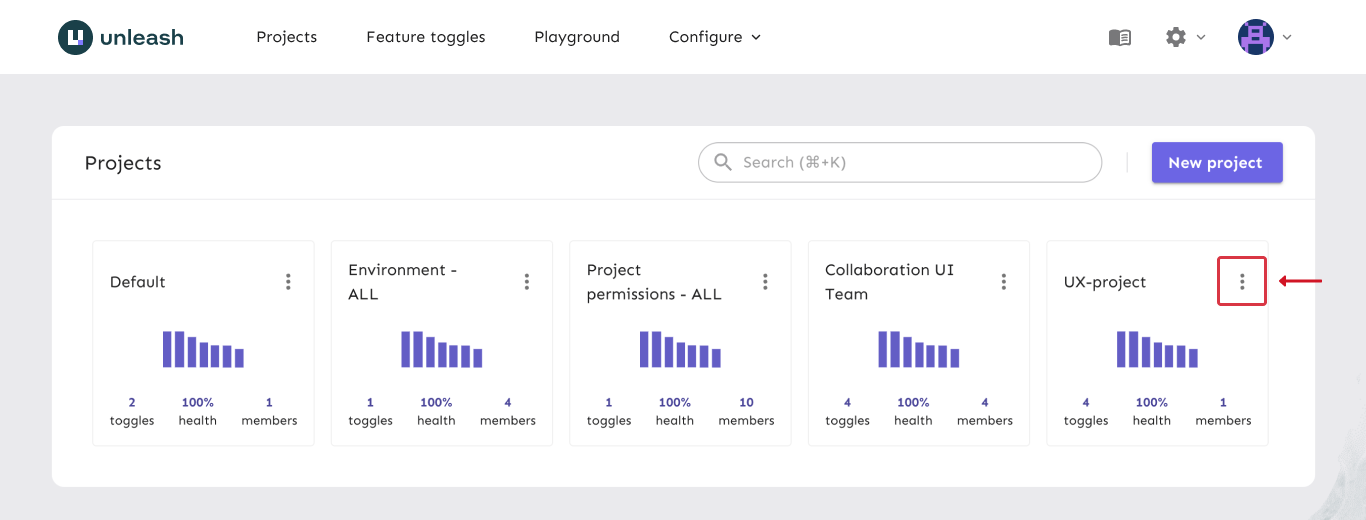 unleash
Projects
Feature toggles
Playground
Configure
Projects
Search (⌘+K)
New project
Default
2
toggles
100%
health
1
members
Environment -
ALL
1
toggles
100%
health
4
members
Project
permissions - ALL
1
toggles
100%
health
10
members
Collaboration UI
Team
4
toggles
100%
health
4
members
UX-project
4
toggles
100%
health
1
members